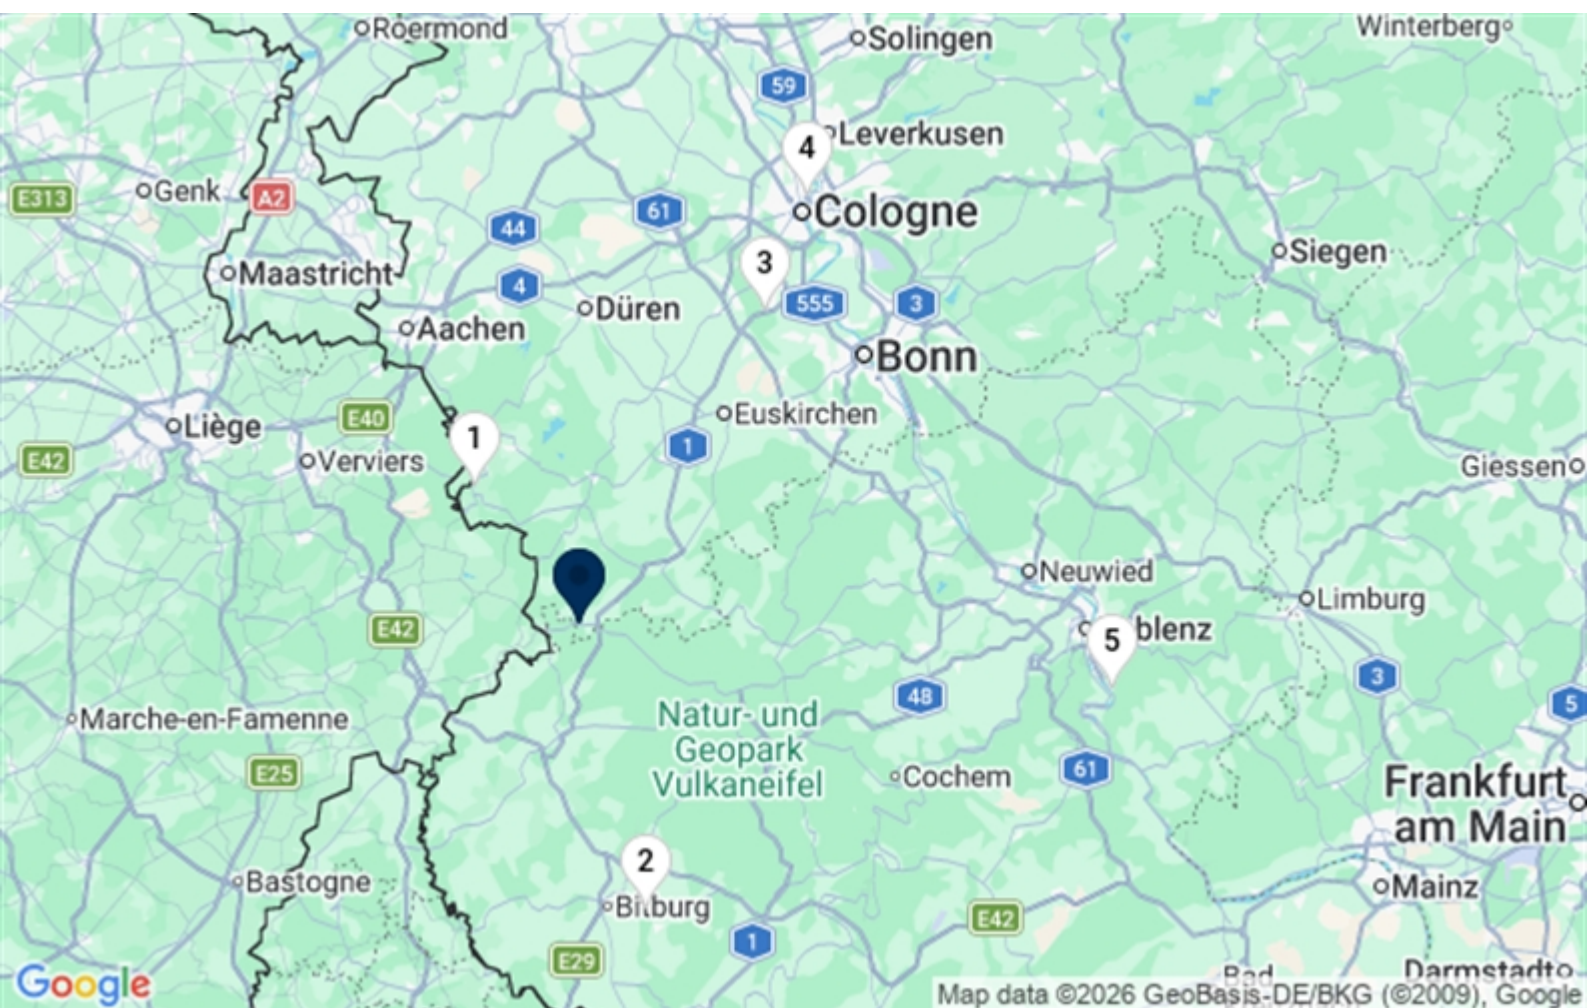 Roermond
Solingen
Winterberg
59
Leverkusen
4
Genk
E313
A2
61
44
Cologne
Siegen
Maastricht
3
4
555
3
Düren
Aachen
Bonn
E40
Euskirchen
Liège
1
1
E42
Verviers
Giessen
Neuwied
Limburg
E42
blenz
5
3
48
5
Natur- und
Geopark
Vulkaneifel
Marche-en-Famenne
E25
61
Cochem
Frankfurt
am Main
2
Bastogne
Mainz
Bitburg
E42
1
E29
Bad
Darmstadt
Google
Map data ©2026 GeoBasis-DE/BKG (©2009), Google